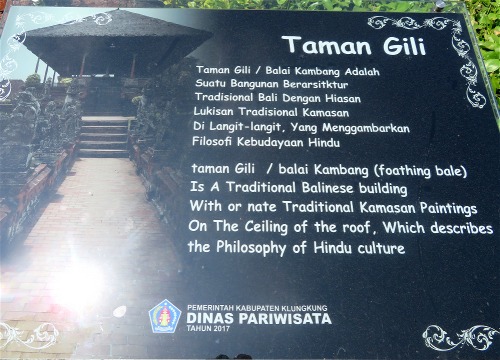 Taman Gili
Taman Gili / Balai Kambang Adalah
Suatu Bangunan Berarsitktur
Tradisional Bali Dengan Hiasan
Lukisan Tradisional Kamasan
Di Langit-langit, Yang Menggambarkan
Filosofi Kebudayaan Hindu
taman Gili / balai Kambang (foathing bale)
Is A Traditional Balinese building
With or nate Traditional Kamasan Paintings
On The Ceiling of the roof, Which describes
the Philosophy of Hindu culture
PEMERINTAH KABUPATEN KLUNGKUNG
DINAS PARIWISATA
TAHUN 2017